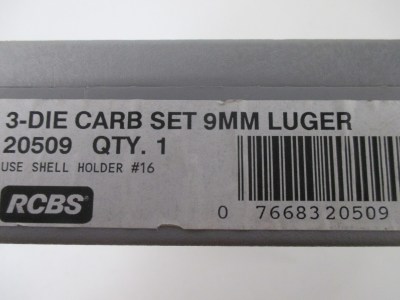 3-DIE CARB SET 9MM LUGER
20509 QTY. 1
USE SHELL HOLDER #16
RCBS®
0 76683 20509